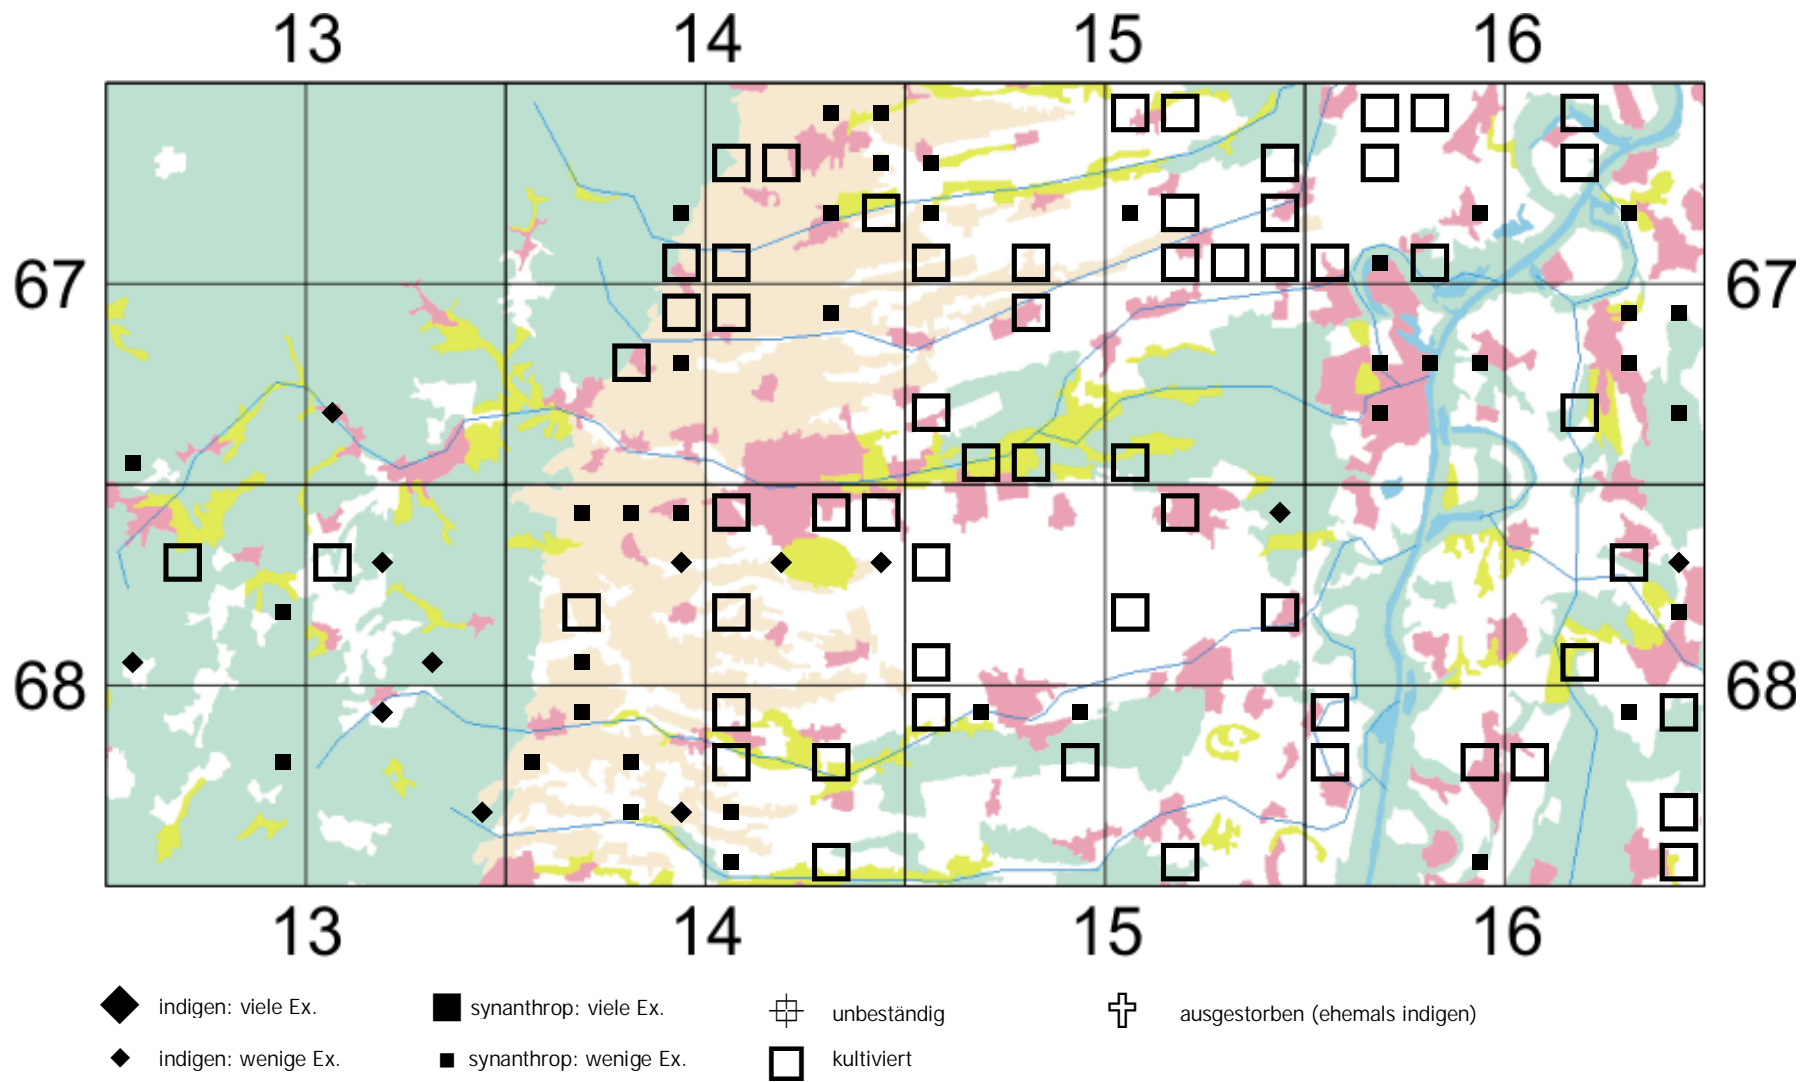 13 14 15 16
67 67
68 68
13 14 15 16
indigen: viele Ex. synanthrop: viele Ex. unbeständig ausgestorben (ehemals indigen)
indigen: wenige Ex. synanthrop: wenige Ex. kultiviert